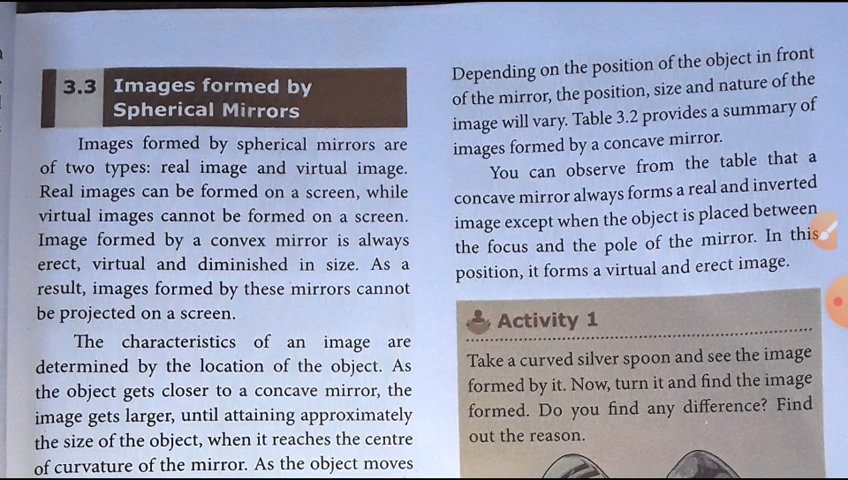 3.3 Images formed by
Spherical Mirrors
Images formed by spherical mirrors are
of two types: real image and virtual image.
Real images can be formed on a screen, while
virtual images cannot be formed on a screen.
Image formed by a convex mirror is always
erect, virtual and diminished in size. As a
result, images formed by these mirrors cannot
be projected on a screen.
The characteristics of an image are
determined by the location of the object. As
the object gets closer to a concave mirror, the
image gets larger, until attaining approximately
the size of the object, when it reaches the centre
of curvature of the mirror. As the object moves
Depending on the position of the object in front
of the mirror, the position, size and nature of the
image will vary. Table 3.2 provides a summary of
images formed by a concave mirror.
You can observe from the table that a
concave mirror always forms a real and inverted
image except when the object is placed between
the focus and the pole of the mirror. In this
position, it forms a virtual and erect image.
Activity 1
Take a curved silver spoon and see the image
formed by it. Now, turn it and find the image
formed. Do you find any difference? Find
out the reason.